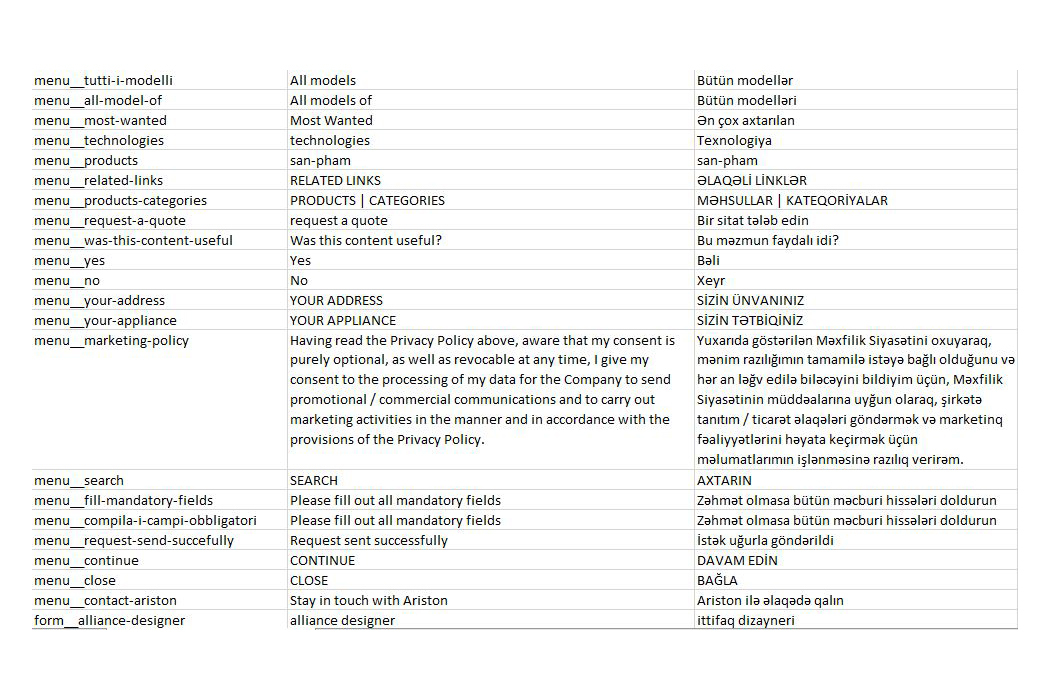 menu__tutti-i-modelli All models Bütün modellər
menu__all-model-of All models of Bütün modelləri
menu__most-wanted Most Wanted Ən çox axtarılan
menu__technologies technologies Texnologiya
menu__products san-pham san-pham
menu__related-links RELATED LINKS ƏLAQƏLİ LİNKLƏR
menu__products-categories PRODUCTS | CATEGORIES MƏHSULLAR | KATEQORİYALAR
menu__request-a-quote request a quote Bir sitat tələb edin
menu__was-this-content-useful Was this content useful? Bu məzmun faydalı idi?
menu__yes Yes Bəli
menu__no No Xeyr
menu__your-address YOUR ADDRESS SİZİN ÜNVANINIZ
menu__your-appliance YOUR APPLIANCE SİZİN TƏTBİQİNİZ
menu__marketing-policy Having read the Privacy Policy above, aware that my consent is Yuxarıda göstərilən Məxfilik Siyasətini oxuyaraq,
purely optional, as well as revocable at any time, I give my mənim razılığımın tamamilə istəyə bağlı olduğunu və
consent to the processing of my data for the Company to send hər an ləğv edilə biləcəyini bildiyim üçün, Məxfilik
promotional / commercial communications and to carry out Siyasətinin müddəalarına uyğun olaraq, şirkətə
marketing activities in the manner and in accordance with the tanıtım / ticarət əlaqələri göndərmək və marketinq
provisions of the Privacy Policy. fəaliyyətlərini həyata keçirmək üçün
məlumatlarımın işlənməsinə razılıq verirəm.
menu__search SEARCH AXTARIN
menu__fill-mandatory-fields Please fill out all mandatory fields Zəhmət olmasa bütün məcburi hissələri doldurun
menu__compila-i-campi-obbligatori Please fill out all mandatory fields Zəhmət olmasa bütün məcburi hissələri doldurun
menu__request-send-succefully Request sent successfully İstək uğurla göndərildi
menu__continue CONTINUE DAVAM EDİN
menu__close CLOSE BAĞLA
menu__contact-ariston Stay in touch with Ariston Ariston ilə əlaqədə qalın
form__alliance-designer alliance designer ittifaq dizayneri